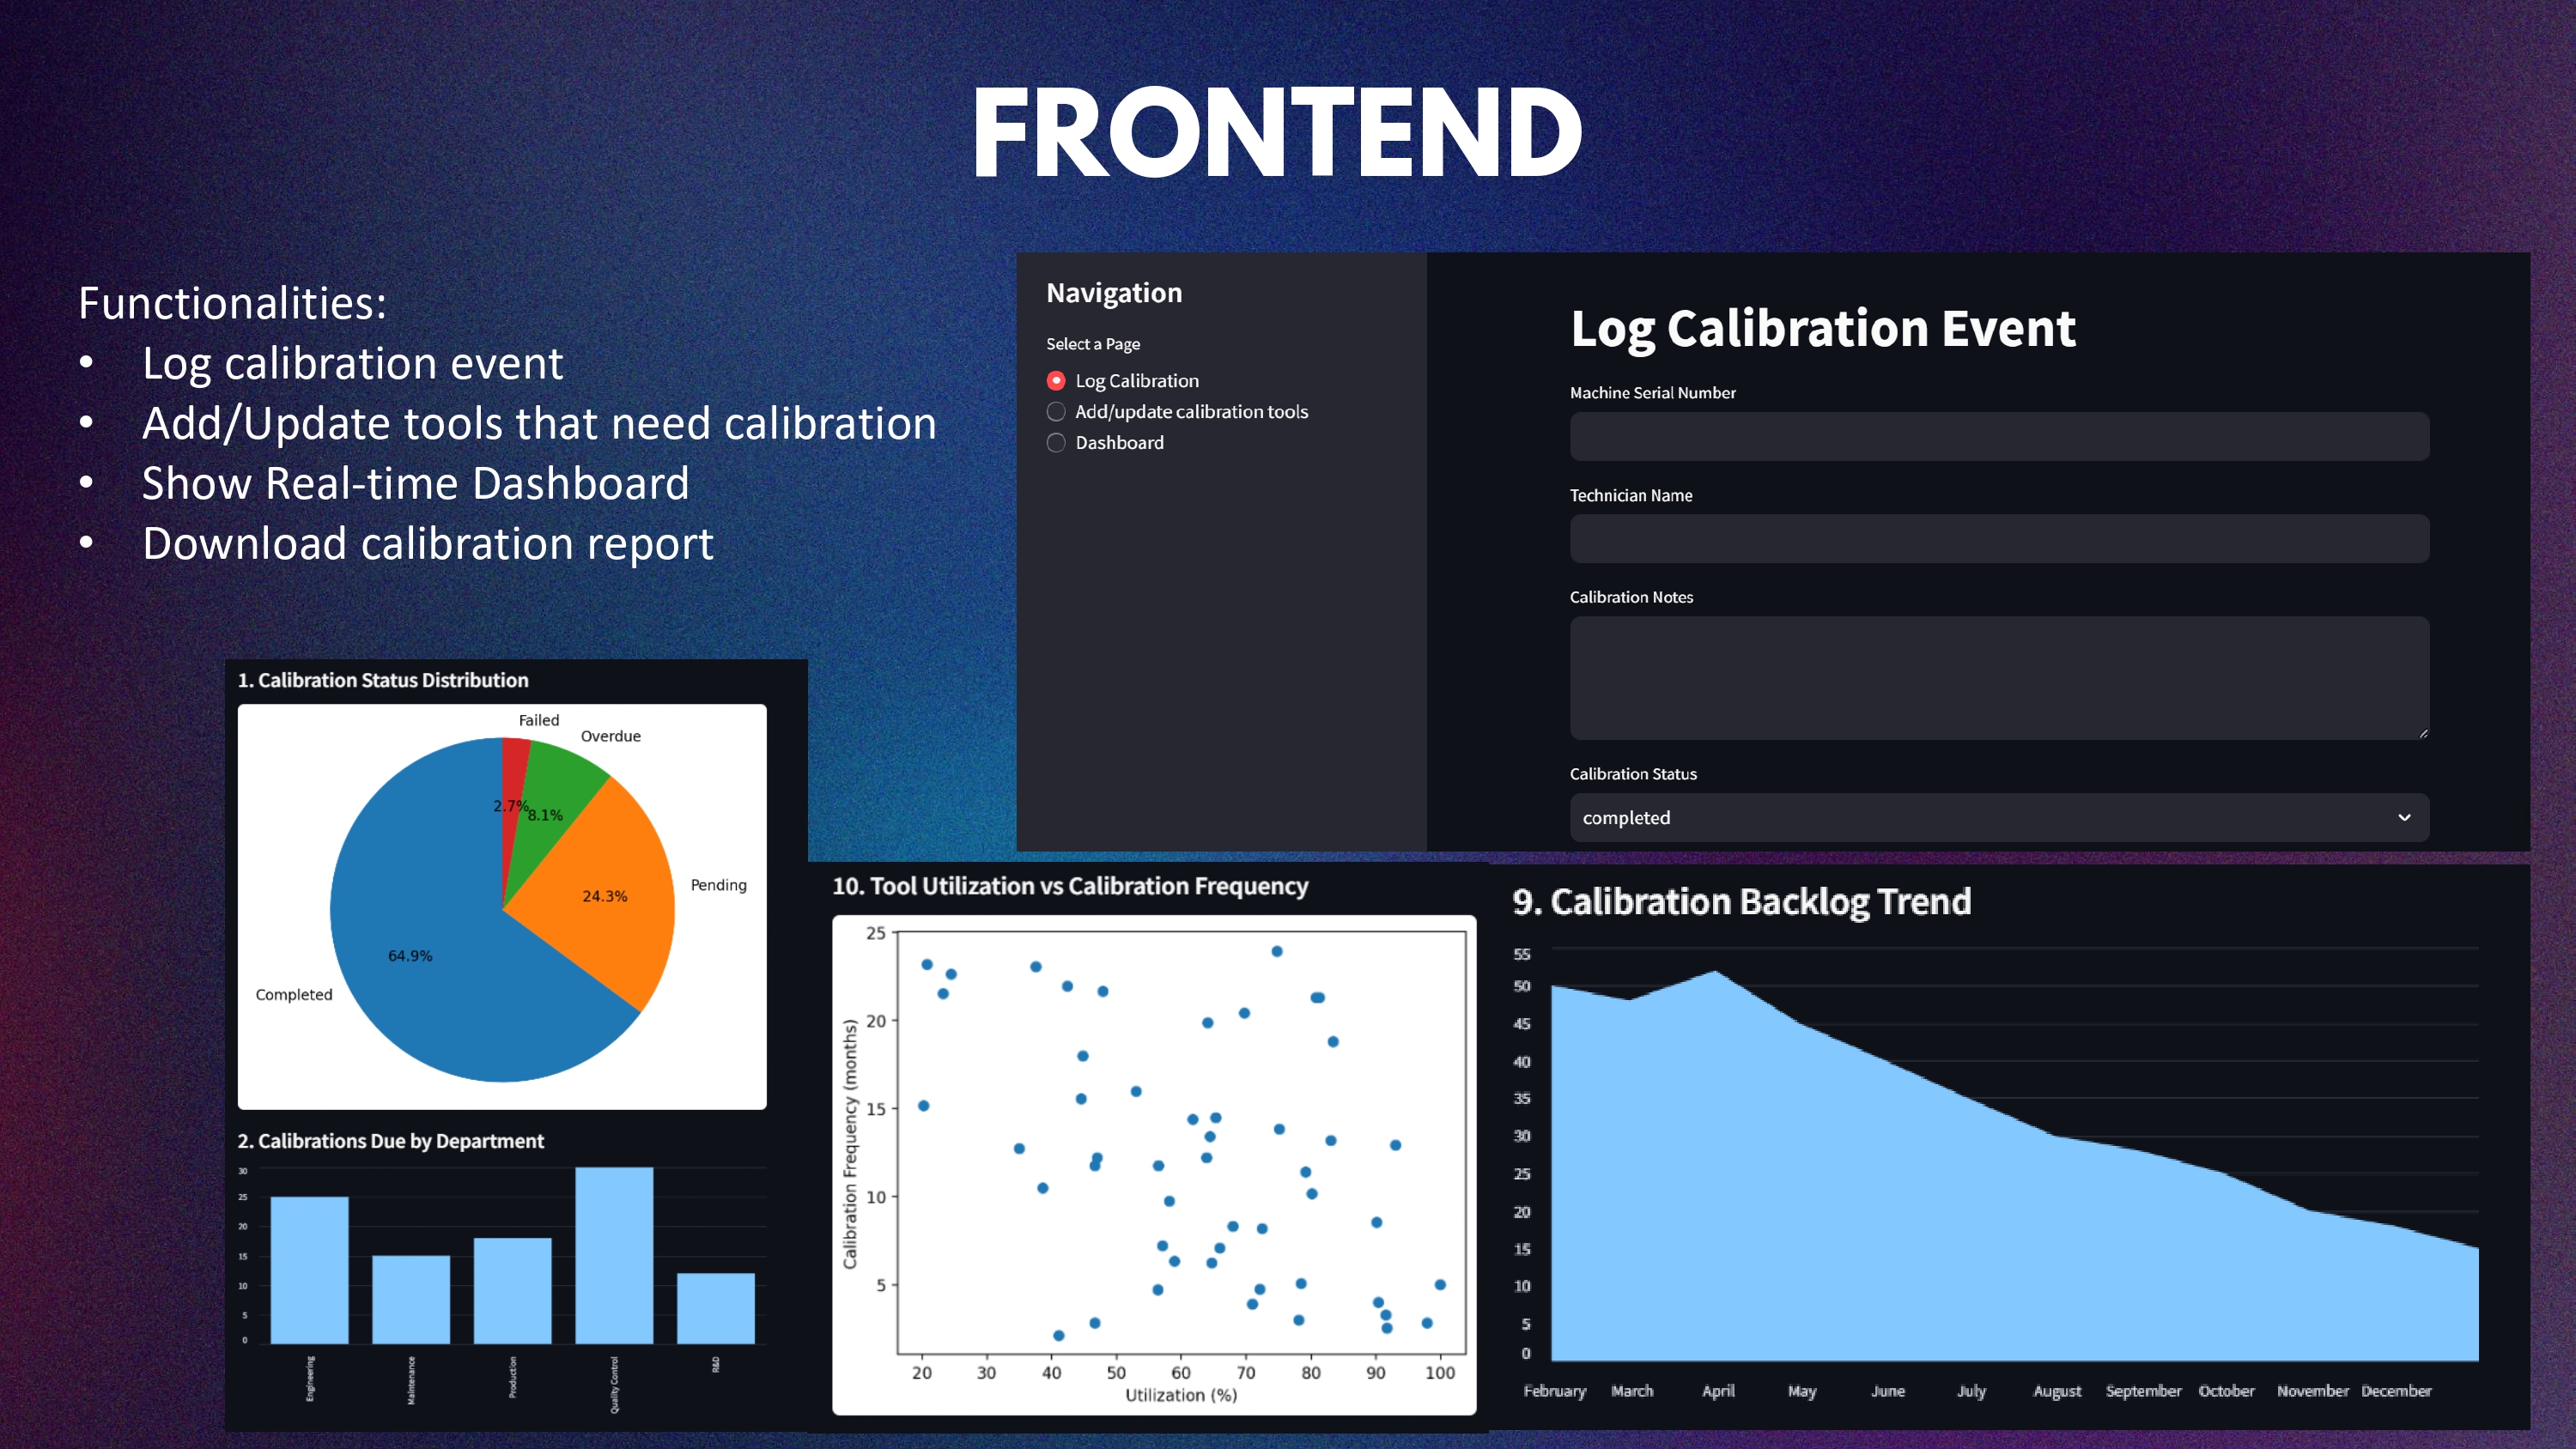 FRONTEND
Functionalities:
• Log calibration event
• Add/Update tools that need calibration
• Show Real-time Dashboard
• Download calibration report
Navigation
Select a Page
Log Calibration
Add/update calibration tools
Dashboard
Log Calibration Event
Machine Serial Number
Technician Name
Calibration Notes
Calibration Status
completed
1. Calibration Status Distribution
Failed
Overdue
2.7%
8.1%
Pending
24.3%
64.9%
Completed
2. Calibrations Due by Department
30
25
20
15
10
5
0
Engineering
Maintenance
Production
Quality Control
R&D
10. Tool Utilization vs Calibration Frequency
Calibration Frequency (months)
25
20
15
10
5
20 30 40 50 60 70 80 90 100
Utilization (%)
9. Calibration Backlog Trend
55
50
45
40
35
30
25
20
15
10
5
0
February March April May June July August September October November December